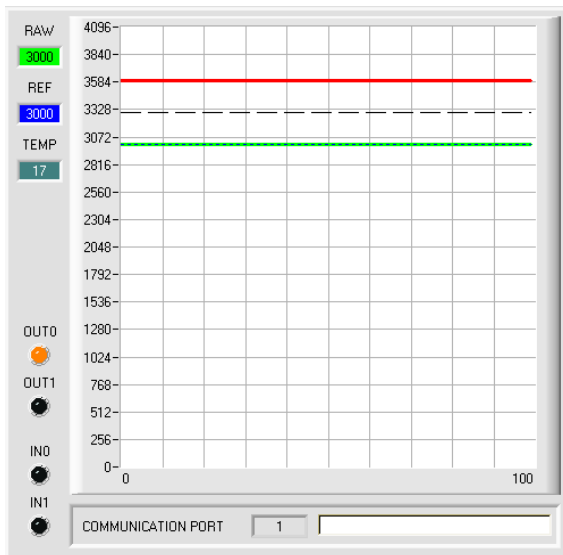 RAW
3000
REF
3000
TEMP
17
OUT0
OUT1
IN0
IN1
4096
3840
3584
3328
3072
2816
2560
2304
2048
1792
1536
1280
1024
768
512
256
0
0 100
COMMUNICATION PORT 1